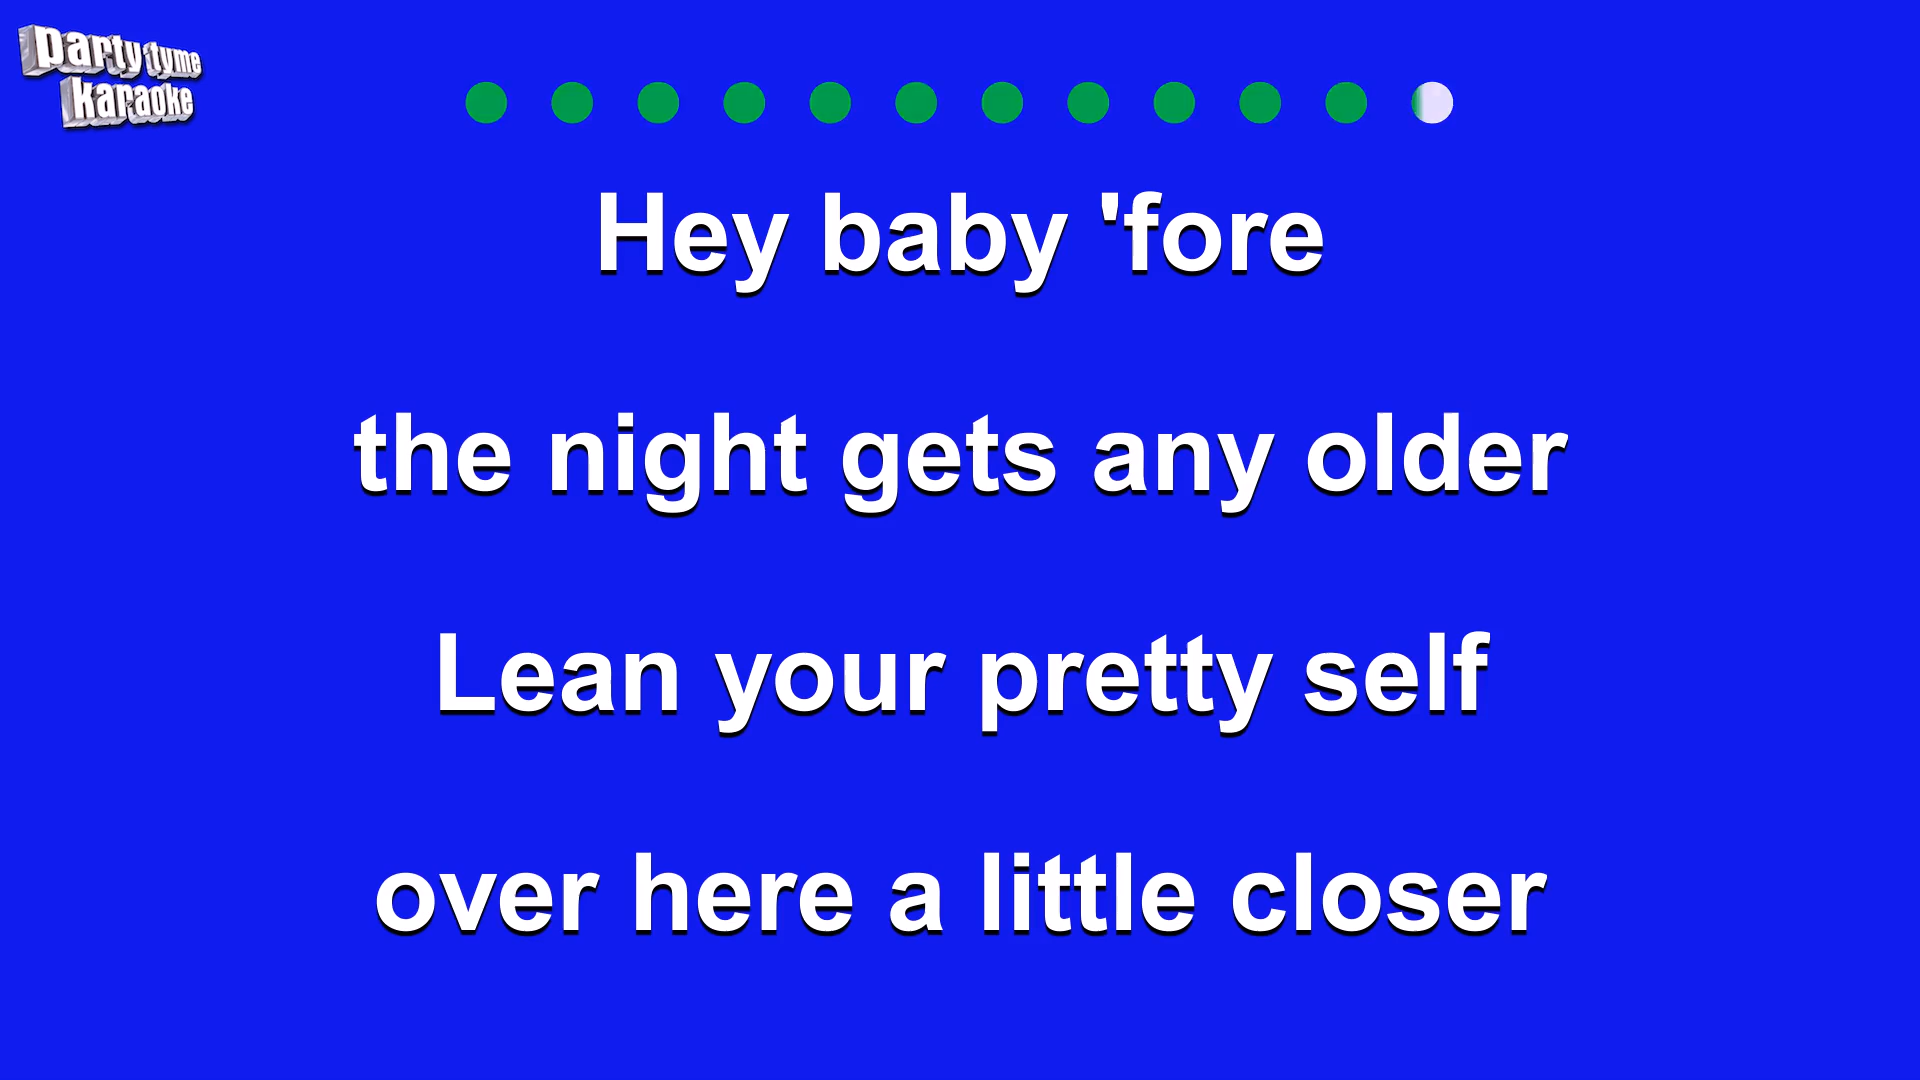 party tyme
karaoke
Hey baby 'fore
the night gets any older
Lean your pretty self
over here a little closer